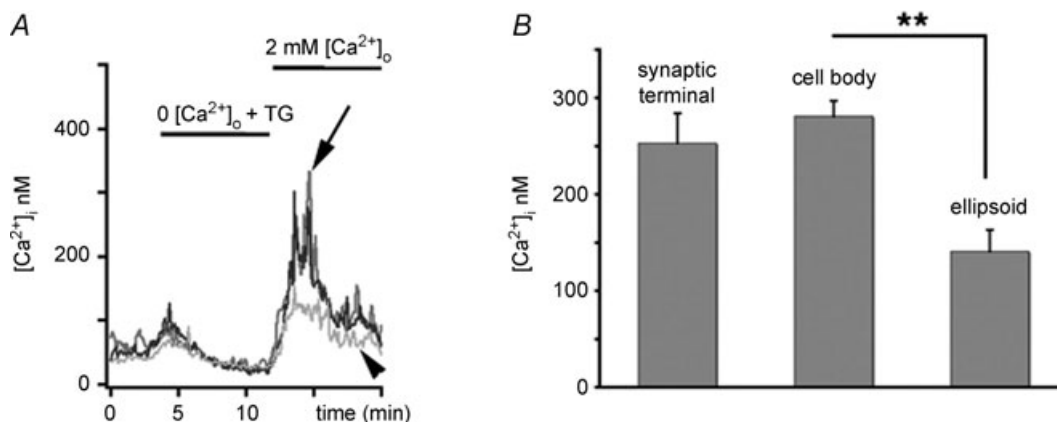 A
2 mM [Ca²⁺]ₒ
0 [Ca²⁺]ₒ + TG
[Ca²⁺]ᵢ nM
400
200
0
0 5 10 time (min)
B
**
synaptic
terminal
cell body
ellipsoid
[Ca²⁺]ᵢ nM
300
200
100
0